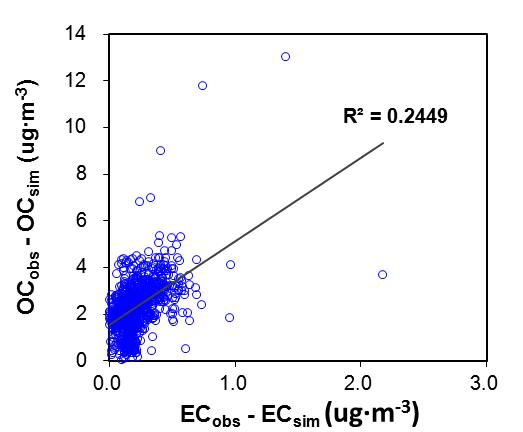 14
12
10
8
6
4
2
0
OCobs - OCsim (ug·m-3)
R² = 0.2449
0.0 1.0 2.0 3.0
ECobs - ECsim (ug·m-3)